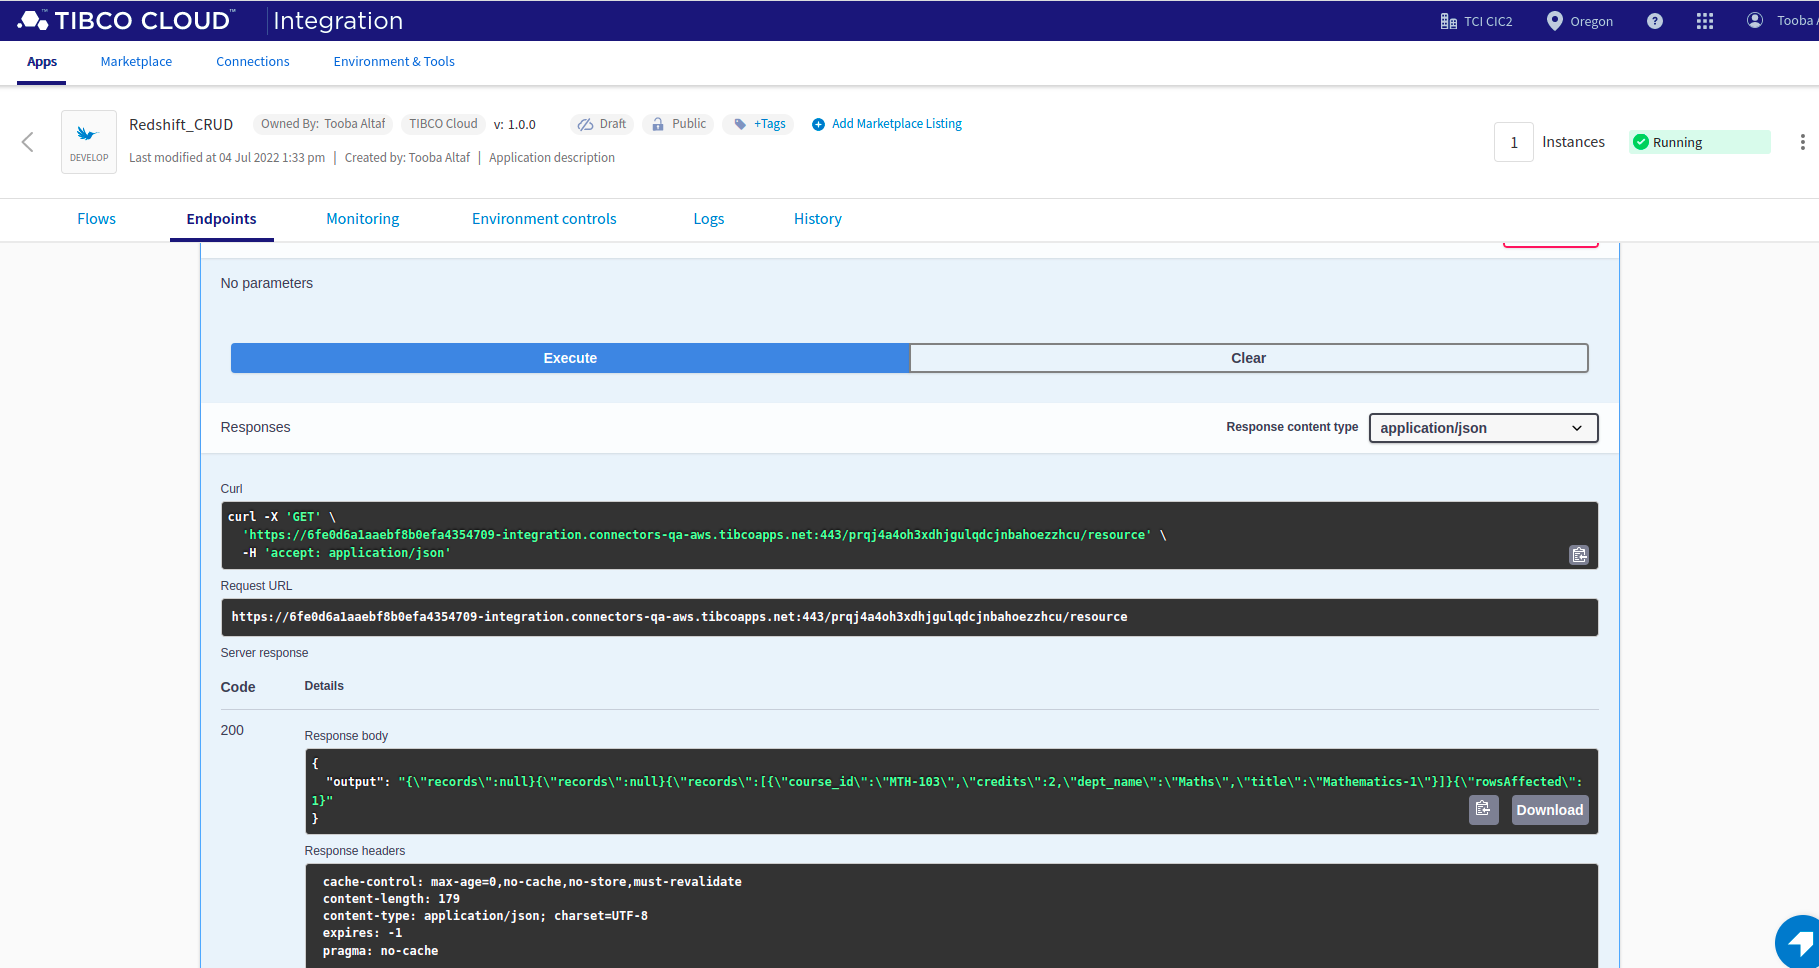 TIBCO CLOUD™ Integration TCI CIC2 Oregon ? Tooba
Apps Marketplace Connections Environment & Tools
Redshift_CRUD Owned By: Tooba Altaf TIBCO Cloud v: 1.0.0 Draft Public +Tags Add Marketplace Listing
1 Instances Running
DEVELOP Last modified at 04 Jul 2022 1:33 pm | Created by: Tooba Altaf | Application description
Flows Endpoints Monitoring Environment controls Logs History
No parameters
Execute Clear
Responses Response content type application/json
Curl
curl -X 'GET' \
'https://6fe0d6a1aaebf8b0efa4354709-integration.connectors-qa-aws.tibcoapps.net:443/prqj4a4oh3xdhjgulqdcjnbahoezzhcu/resource' \
-H 'accept: application/json'
Request URL
https://6fe0d6a1aaebf8b0efa4354709-integration.connectors-qa-aws.tibcoapps.net:443/prqj4a4oh3xdhjgulqdcjnbahoezzhcu/resource
Server response
Code Details
200
Response body
{
"output": "{\"records\":null}{\"records\":null}{\"records\":[{\"course_id\":\"MTH-103\",\"credits\":2,\"dept_name\":\"Maths\",\"title\":\"Mathematics-1\"}]}{\"rowsAffected\":
1}"
}
Download
Response headers
cache-control: max-age=0,no-cache,no-store,must-revalidate
content-length: 179
content-type: application/json; charset=UTF-8
expires: -1
pragma: no-cache